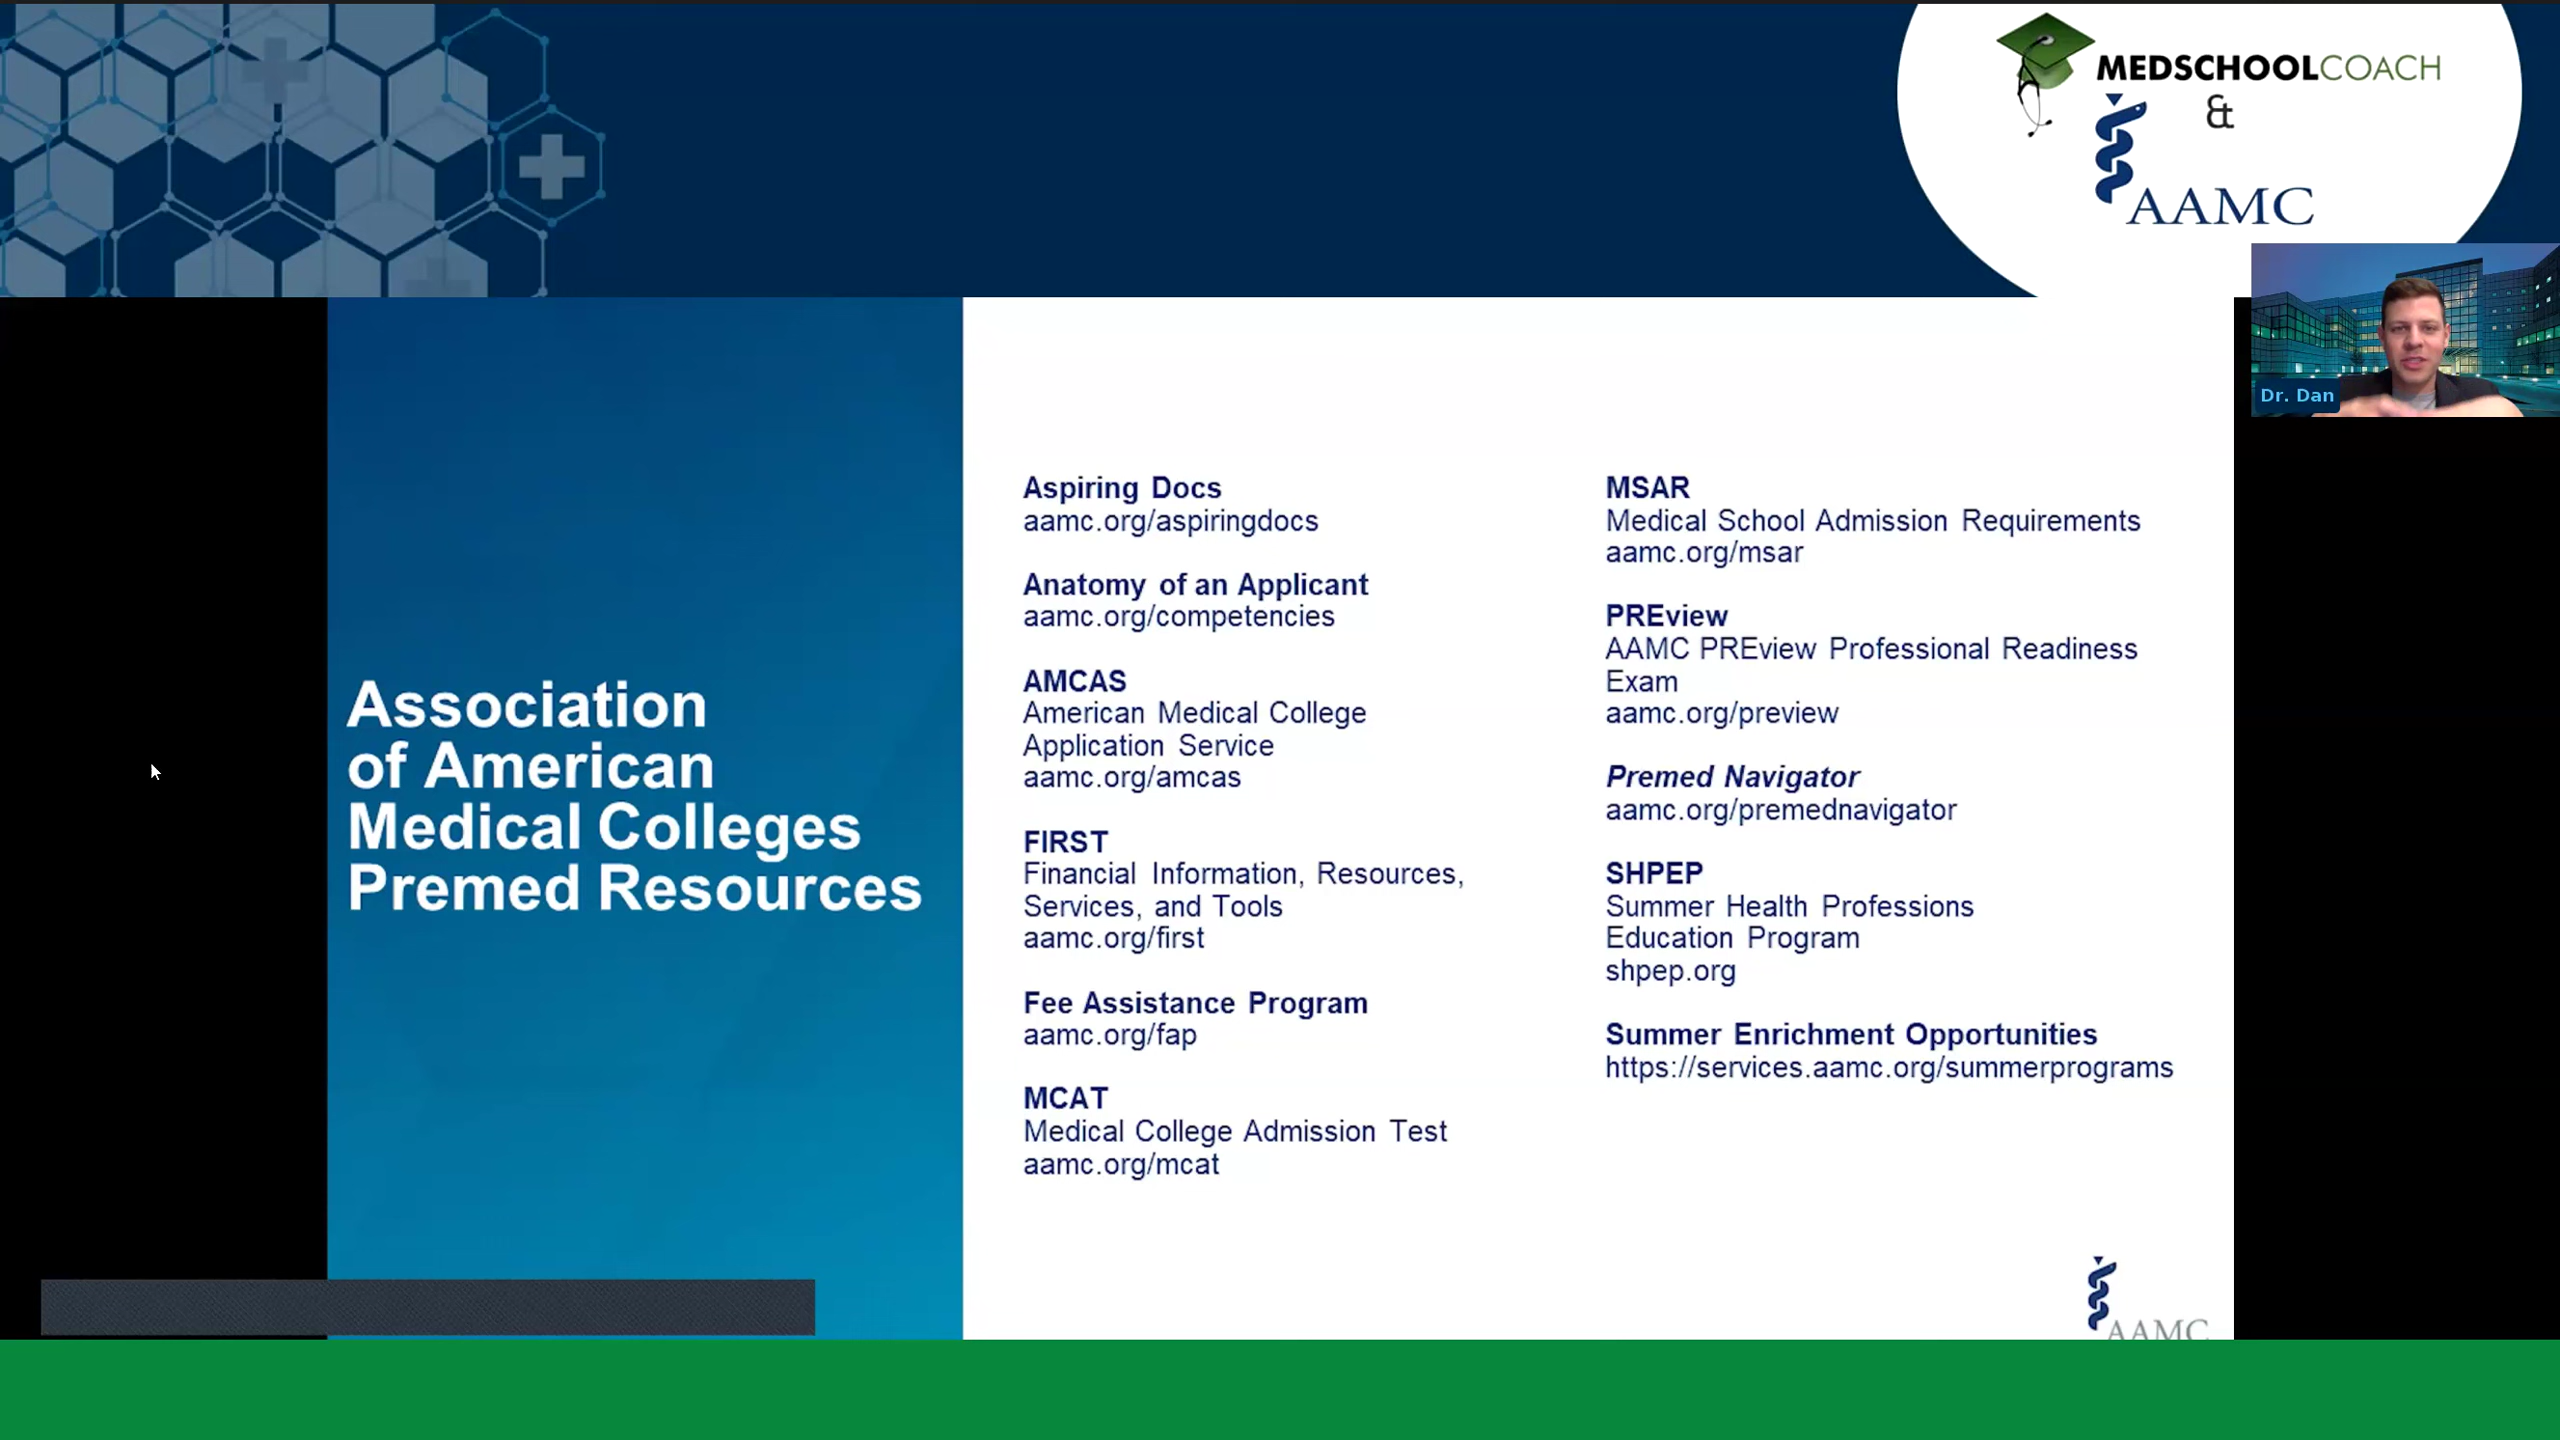 MEDSCHOOLCOACH
&
AAMC
Dr. Dan
Association
of American
Medical Colleges
Premed Resources
Aspiring Docs
aamc.org/aspiringdocs
Anatomy of an Applicant
aamc.org/competencies
AMCAS
American Medical College
Application Service
aamc.org/amcas
FIRST
Financial Information, Resources,
Services, and Tools
aamc.org/first
Fee Assistance Program
aamc.org/fap
MCAT
Medical College Admission Test
aamc.org/mcat
MSAR
Medical School Admission Requirements
aamc.org/msar
PREview
AAMC PREview Professional Readiness
Exam
aamc.org/preview
Premed Navigator
aamc.org/premednavigator
SHPEP
Summer Health Professions
Education Program
shpep.org
Summer Enrichment Opportunities
https://services.aamc.org/summerprograms
AAMC